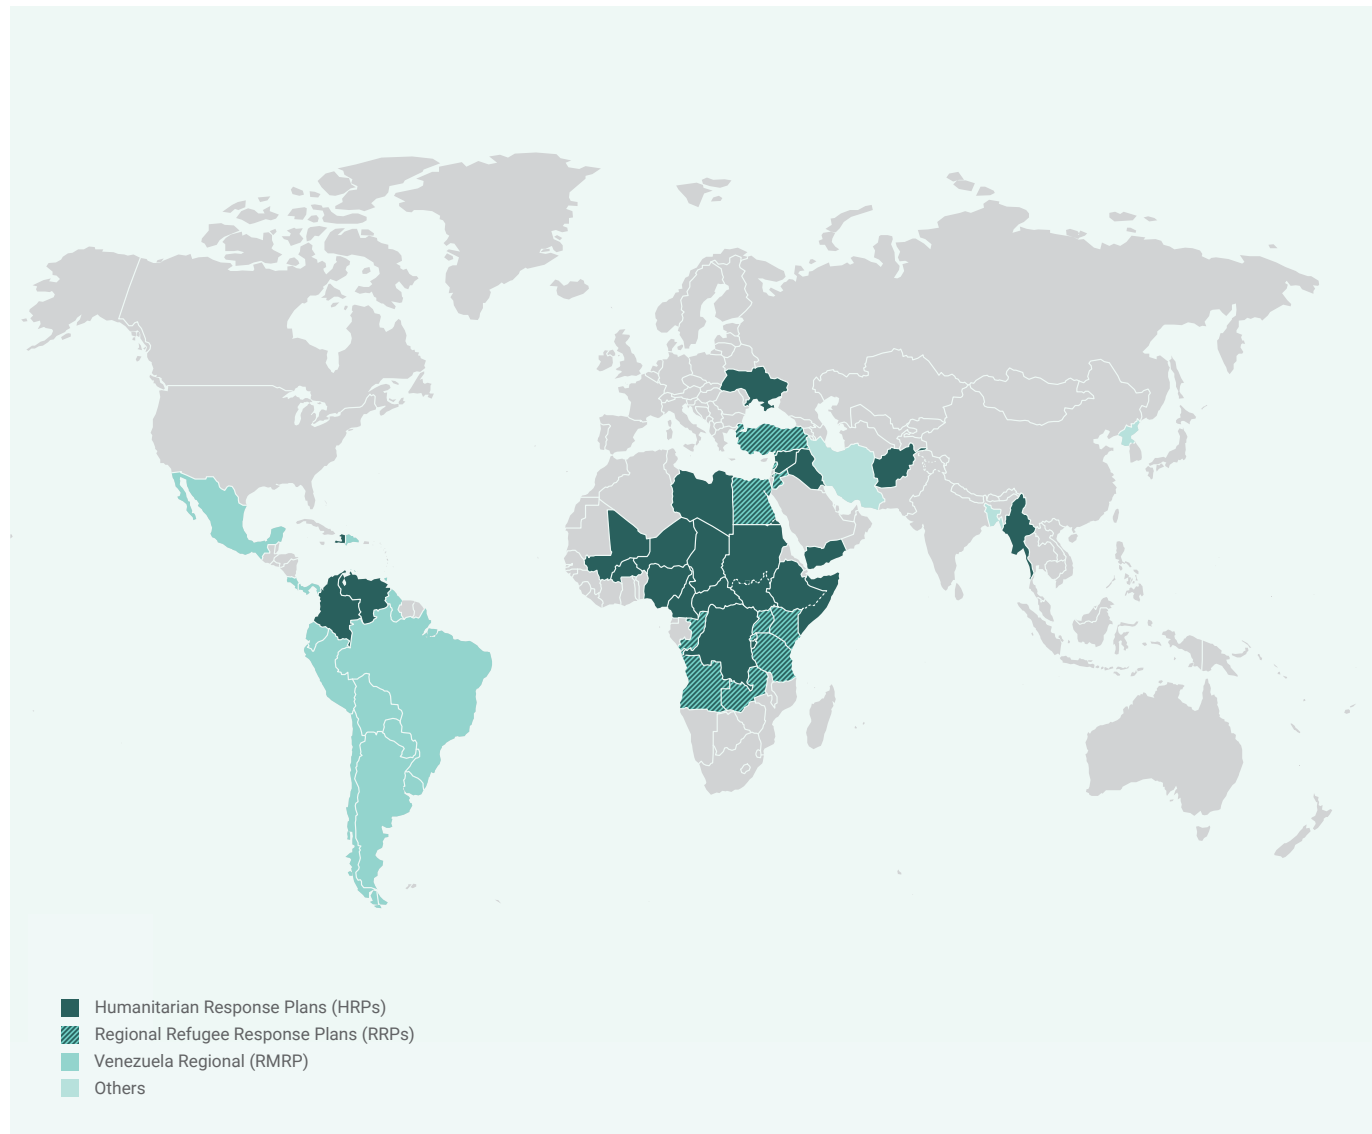 Humanitarian Response Plans (HRPs)
Regional Refugee Response Plans (RRPs)
Venezuela Regional (RMRP)
Others